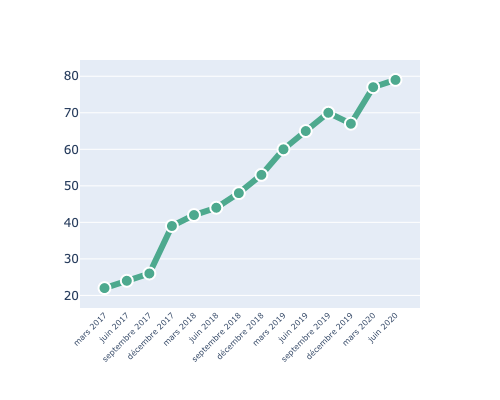 80
70
60
50
40
30
20
mars 2017
juin 2017
septembre 2017
décembre 2017
mars 2018
juin 2018
septembre 2018
décembre 2018
mars 2019
juin 2019
septembre 2019
décembre 2019
mars 2020
juin 2020